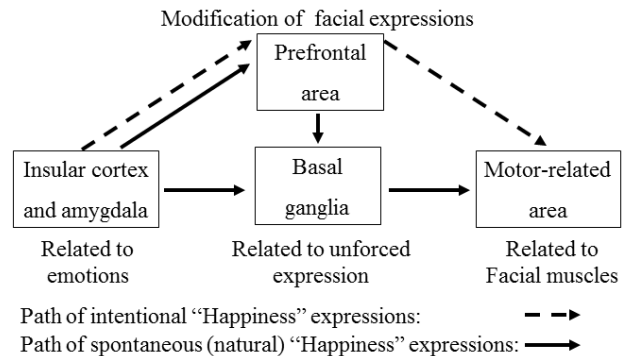 Modification of facial expressions
Prefrontal
area
Insular cortex
and amygdala
Basal
ganglia
Motor-related
area
Related to
emotions
Related to unforced
expression
Related to
Facial muscles
Path of intentional “Happiness” expressions:
Path of spontaneous (natural) “Happiness” expressions: